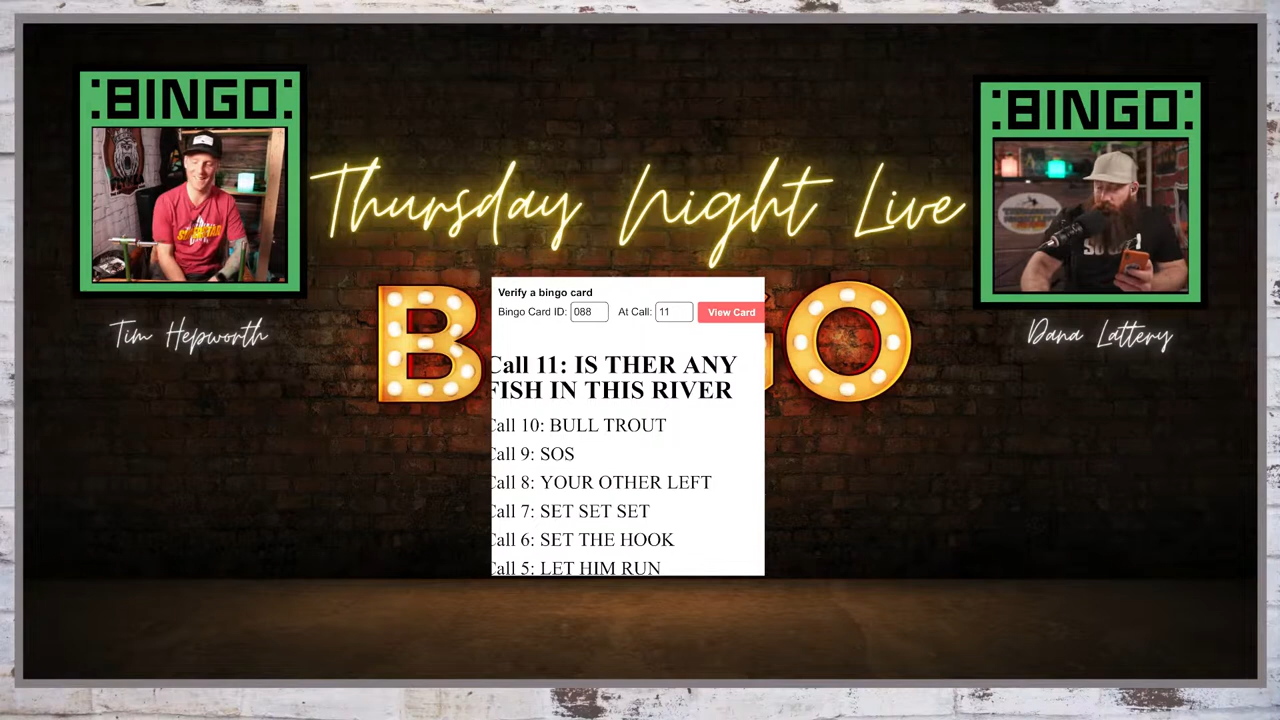 BINGO
BINGO
Thursday Night Live
Tim Hepworth
Dana Lattery
B
O
Verify a bingo card
Bingo Card ID: 088 At Call: 11 View Card
Call 11: IS THER ANY
FISH IN THIS RIVER
Call 10: BULL TROUT
Call 9: SOS
Call 8: YOUR OTHER LEFT
Call 7: SET SET SET
Call 6: SET THE HOOK
Call 5: LET HIM RUN